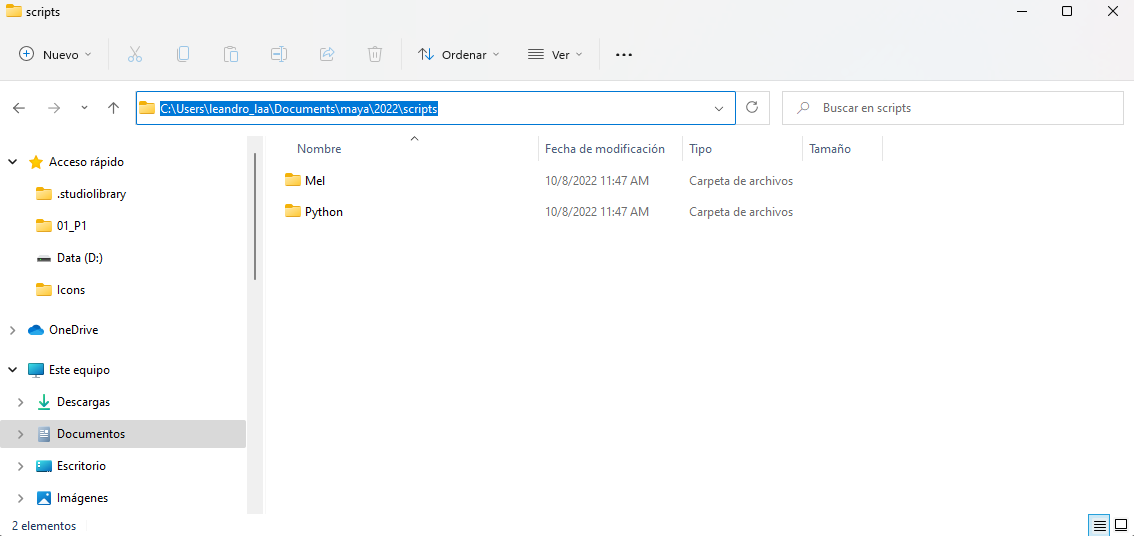 scripts
Nuevo
Ordenar
Ver
C:\Users\leandro_laa\Documents\maya\2022\scripts
Buscar en scripts
Acceso rápido
.studiolibrary
01_P1
Data (D:)
Icons
OneDrive
Este equipo
Descargas
Documentos
Escritorio
Imágenes
Nombre Fecha de modificación Tipo Tamaño
Mel 10/8/2022 11:47 AM Carpeta de archivos
Python 10/8/2022 11:47 AM Carpeta de archivos
2 elementos